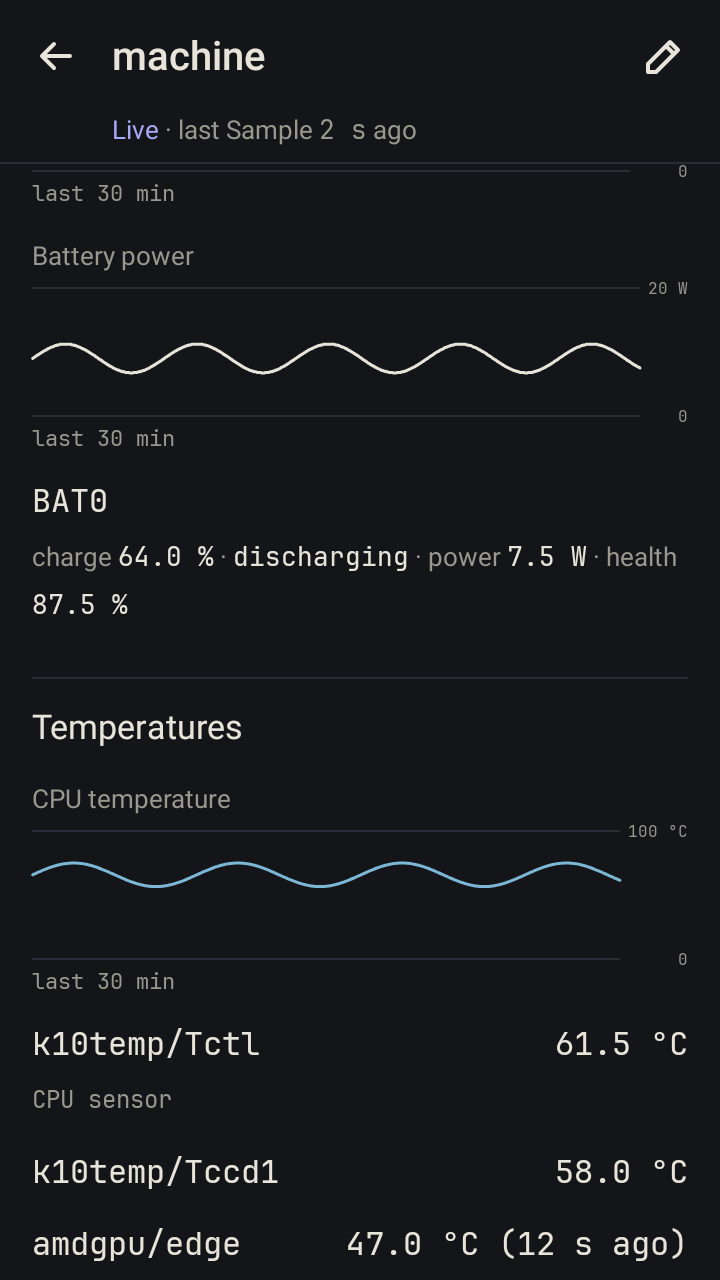 machine
Live · last Sample 2 s ago
0
last 30 min
Battery power
20 W
0
last 30 min
BAT0
charge 64.0 % · discharging · power 7.5 W · health
87.5 %
Temperatures
CPU temperature
100 °C
0
last 30 min
k10temp/Tctl 61.5 °C
CPU sensor
k10temp/Tccd1 58.0 °C
amdgpu/edge 47.0 °C (12 s ago)